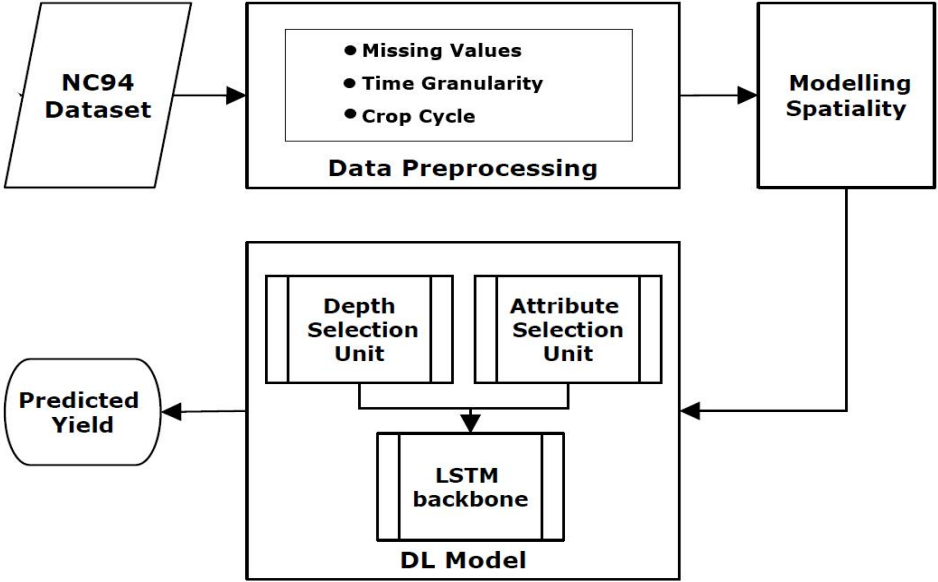 NC94
Dataset
Missing Values
Time Granularity
Crop Cycle
Data Preprocessing
Modelling
Spatiality
Depth
Selection
Unit
Attribute
Selection
Unit
LSTM
backbone
DL Model
Predicted
Yield